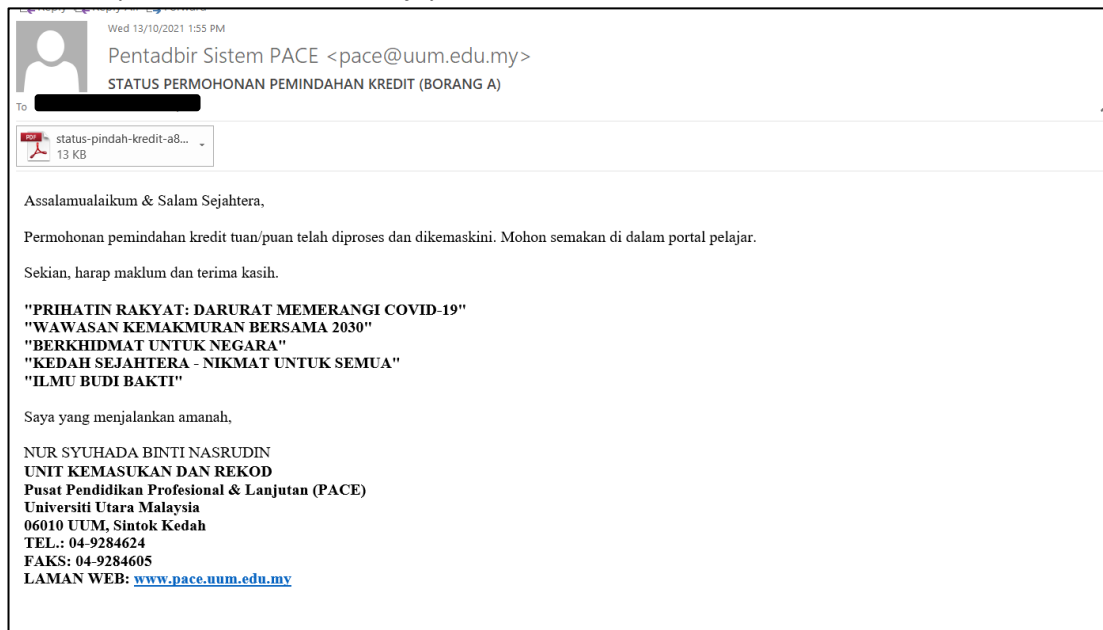 Wed 13/10/2021 1:55 PM
Pentadbir Sistem PACE <pace@uum.edu.my>
STATUS PERMOHONAN PEMINDAHAN KREDIT (BORANG A)
To
PDF
status-pindah-kredit-a8...
13 KB
Assalamualaikum & Salam Sejahtera,
Permohonan pemindahan kredit tuan/puan telah diproses dan dikemaskini. Mohon semakan di dalam portal pelajar.
Sekian, harap maklum dan terima kasih.
"PRIHATIN RAKYAT: DARURAT MEMERANGI COVID-19"
"WAWASAN KEMAKMURAN BERSAMA 2030"
"BERKHIDMAT UNTUK NEGARA"
"KEDAH SEJAHTERA - NIKMAT UNTUK SEMUA"
"ILMU BUDI BAKTI"
Saya yang menjalankan amanah,
NUR SYUHADA BINTI NASRUDIN
UNIT KEMASUKAN DAN REKOD
Pusat Pendidikan Profesional & Lanjutan (PACE)
Universiti Utara Malaysia
06010 UUM, Sintok Kedah
TEL.: 04-9284624
FAKS: 04-9284605
LAMAN WEB: www.pace.uum.edu.my